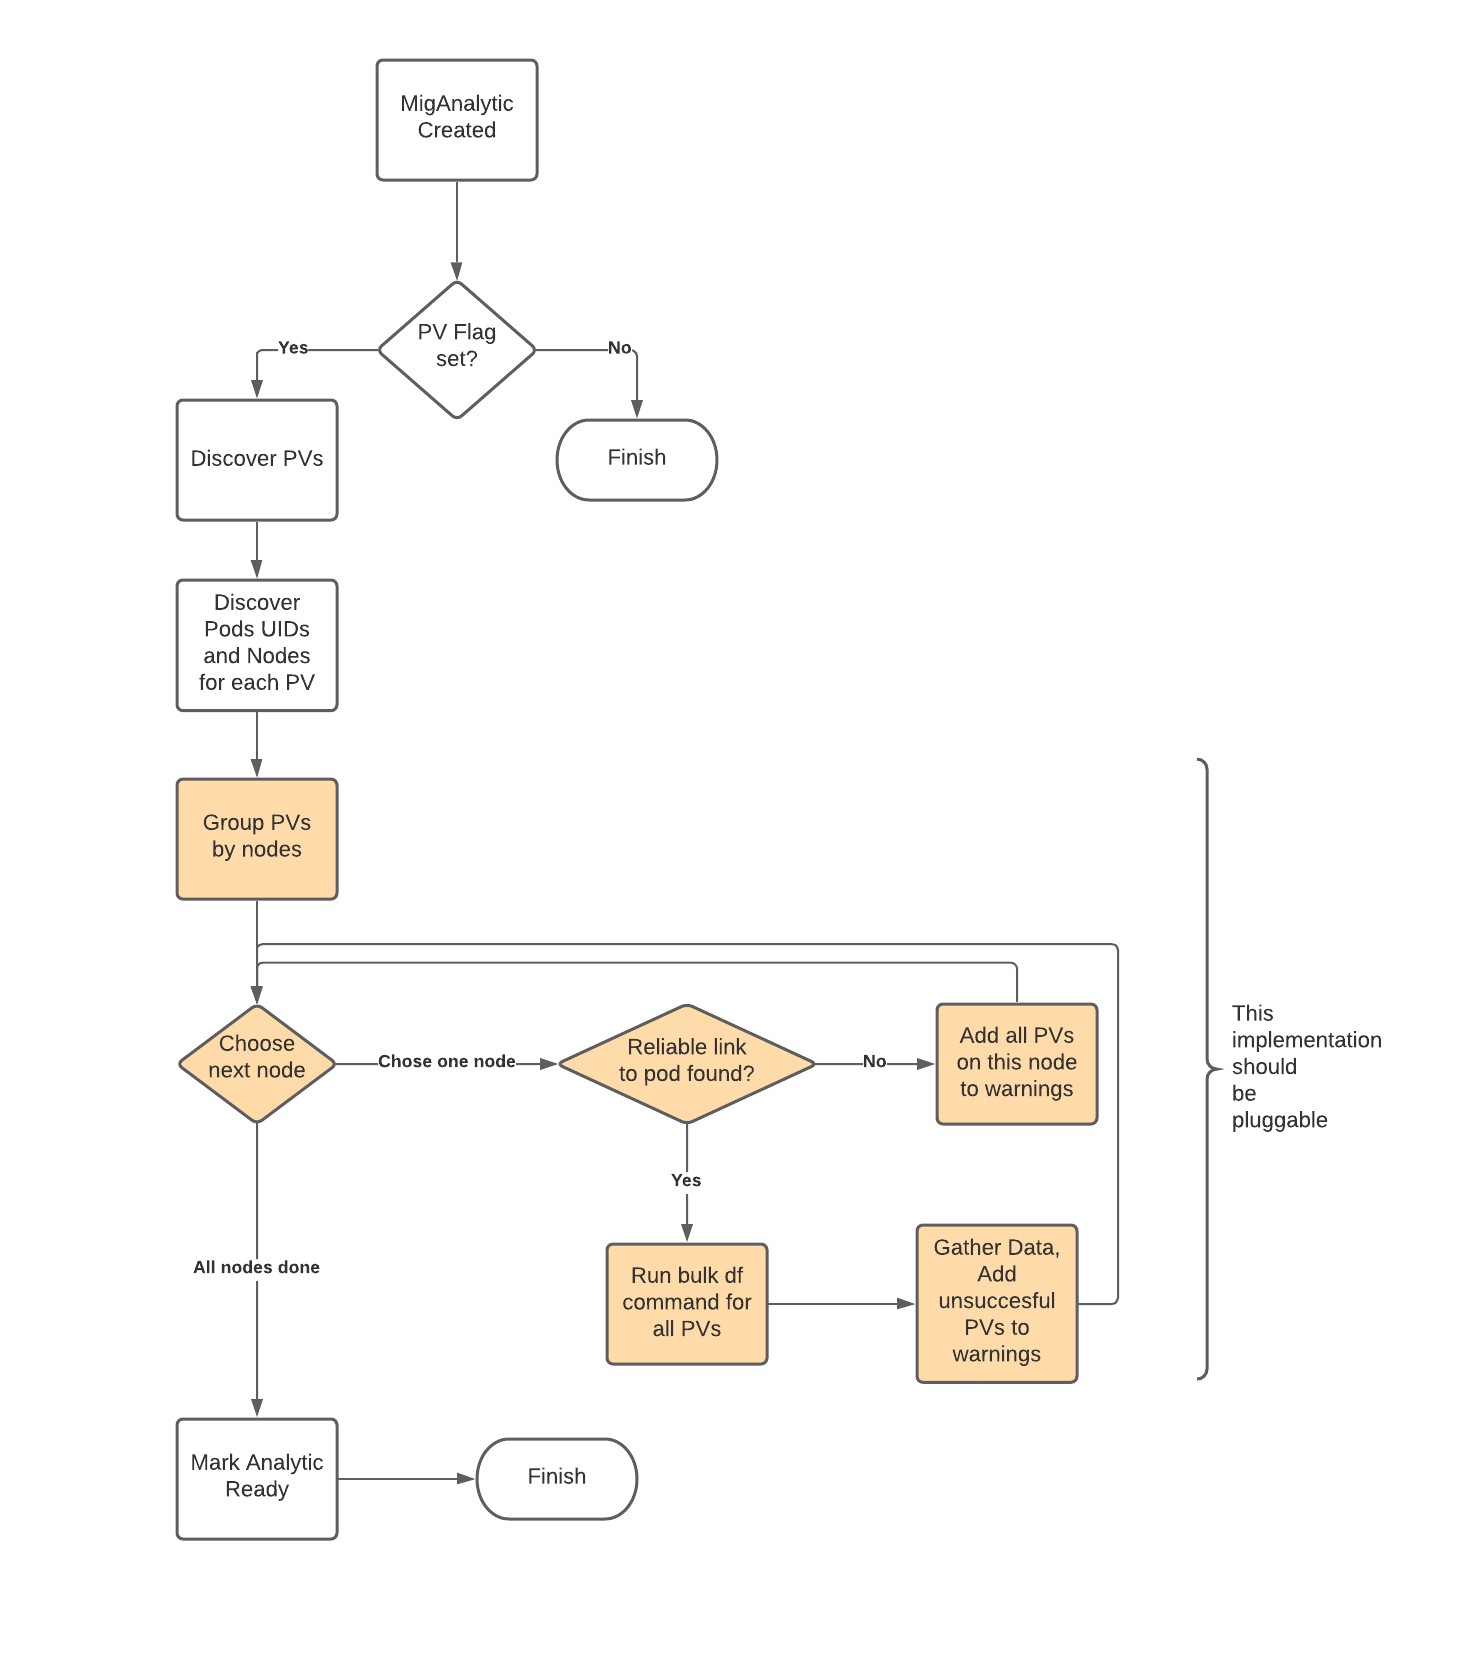 MigAnalytic
Created
PV Flag
set?
Yes
No
Discover PVs
Finish
Discover
Pods UIDs
and Nodes
for each PV
Group PVs
by nodes
Choose
next node
Chose one node
Reliable link
to pod found?
No
Add all PVs
on this node
to warnings
This
implementation
should
be
pluggable
Yes
All nodes done
Run bulk df
command for
all PVs
Gather Data,
Add
unsuccesful
PVs to
warnings
Mark Analytic
Ready
Finish